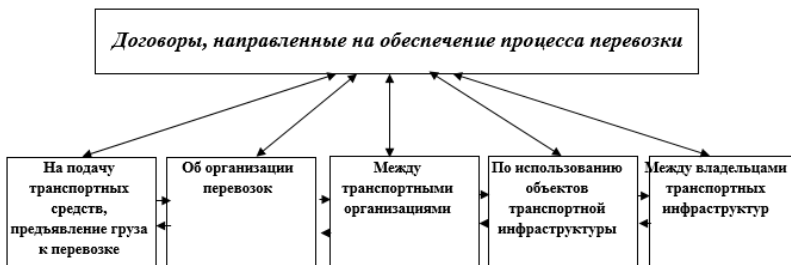 Договоры, направленные на обеспечение процесса перевозки
На подачу
транспортных
средств,
предъявление груза
к перевозке
Об организации
перевозок
Между
транспортными
организациями
По использованию
объектов
транспортной
инфраструктуры
Между владельцами
транспортных
инфраструктур